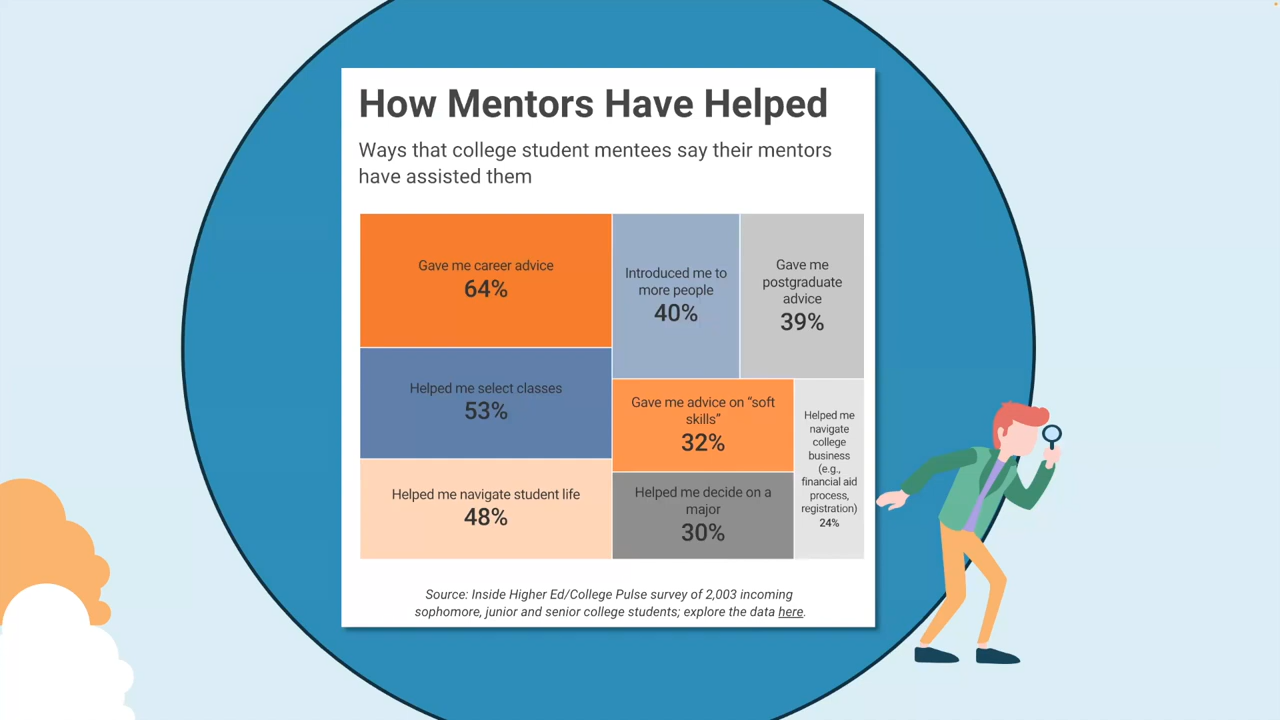 How Mentors Have Helped
Ways that college student mentees say their mentors
have assisted them
Gave me career advice
64%
Helped me select classes
53%
Helped me navigate student life
48%
Introduced me to
more people
40%
Gave me
postgraduate
advice
39%
Gave me advice on “soft
skills”
32%
Helped me decide on a
major
30%
Helped me
navigate
college
business
(e.g.,
financial aid
process,
registration)
24%
Source: Inside Higher Ed/College Pulse survey of 2,003 incoming
sophomore, junior and senior college students; explore the data here.